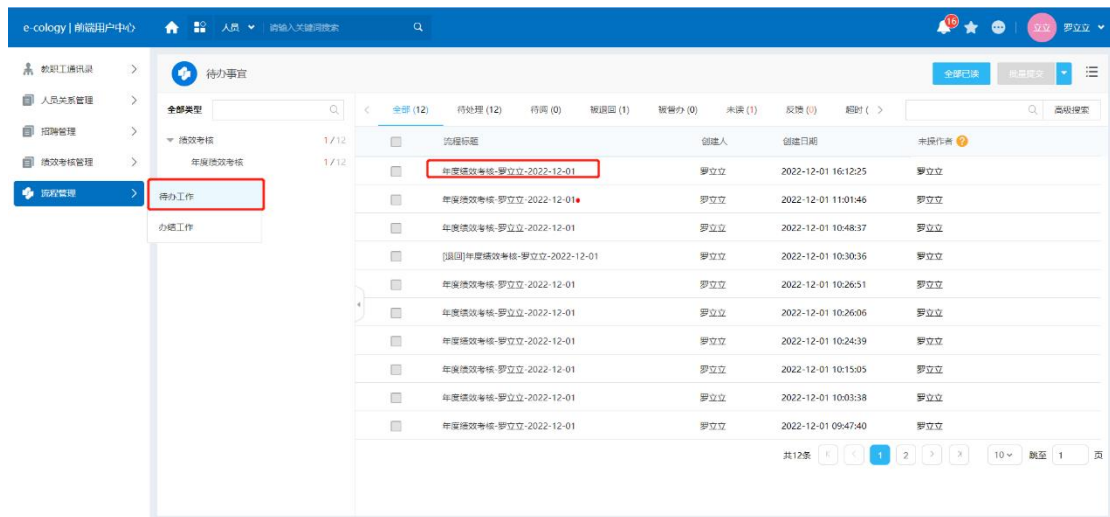 e-cology | 前端用户中心 人员 请输入关键词搜索 16 立立 罗立立
教职工通讯录
人员关系管理
招聘管理
绩效考核管理
流程管理
待办工作
办结工作
待办事宜 全部已读 批量提交
全部类型
绩效考核 1 / 12
年度绩效考核 1 / 12
全部 (12) 待处理 (12) 待阅 (0) 被退回 (1) 被督办 (0) 未读 (1) 反馈 (0) 超时 ( 高级搜索
流程标题 创建人 创建日期 未操作者
年度绩效考核-罗立立-2022-12-01 罗立立 2022-12-01 16:12:25 罗立立
年度绩效考核-罗立立-2022-12-01 罗立立 2022-12-01 11:01:46 罗立立
年度绩效考核-罗立立-2022-12-01 罗立立 2022-12-01 10:48:37 罗立立
[退回]年度绩效考核-罗立立-2022-12-01 罗立立 2022-12-01 10:30:36 罗立立
年度绩效考核-罗立立-2022-12-01 罗立立 2022-12-01 10:26:51 罗立立
年度绩效考核-罗立立-2022-12-01 罗立立 2022-12-01 10:26:06 罗立立
年度绩效考核-罗立立-2022-12-01 罗立立 2022-12-01 10:24:39 罗立立
年度绩效考核-罗立立-2022-12-01 罗立立 2022-12-01 10:15:05 罗立立
年度绩效考核-罗立立-2022-12-01 罗立立 2022-12-01 10:03:38 罗立立
年度绩效考核-罗立立-2022-12-01 罗立立 2022-12-01 09:47:40 罗立立
共12条 1 2 10 跳至 1 页